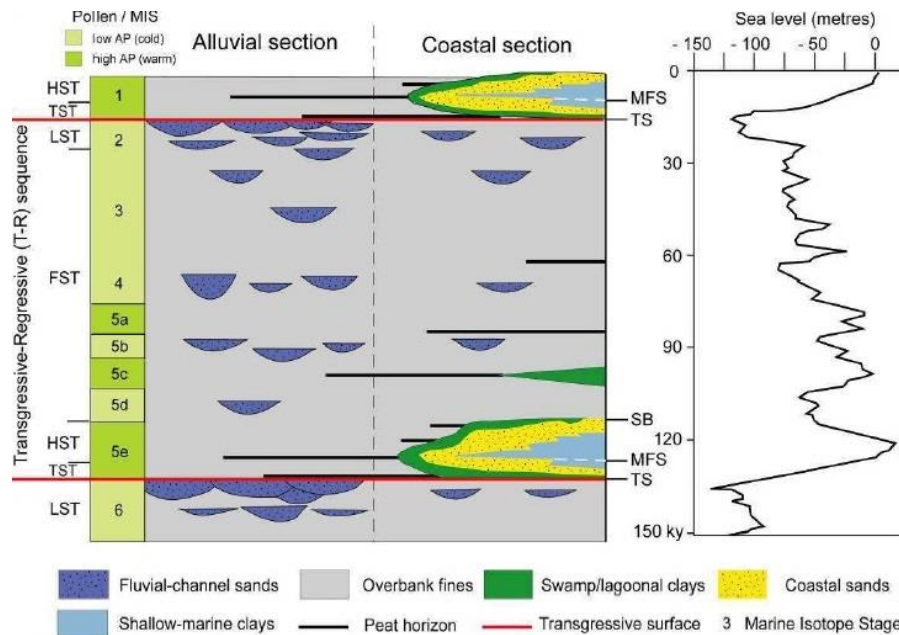 Pollen / MIS
low AP (cold)
high AP (warm)
Alluvial section
Coastal section
Sea level (metres)
- 150 - 100 - 50 0
Transgressive-Regressive (T-R) sequence
HST
TST
LST
FST
HST
TST
LST
1
2
3
4
5a
5b
5c
5d
5e
6
MFS
TS
SB
MFS
TS
0
30
60
90
120
150 ky
Fluvial-channel sands
Overbank fines
Swamp/lagoonal clays
Coastal sands
Shallow-marine clays
Peat horizon
Transgressive surface
3 Marine Isotope Stage